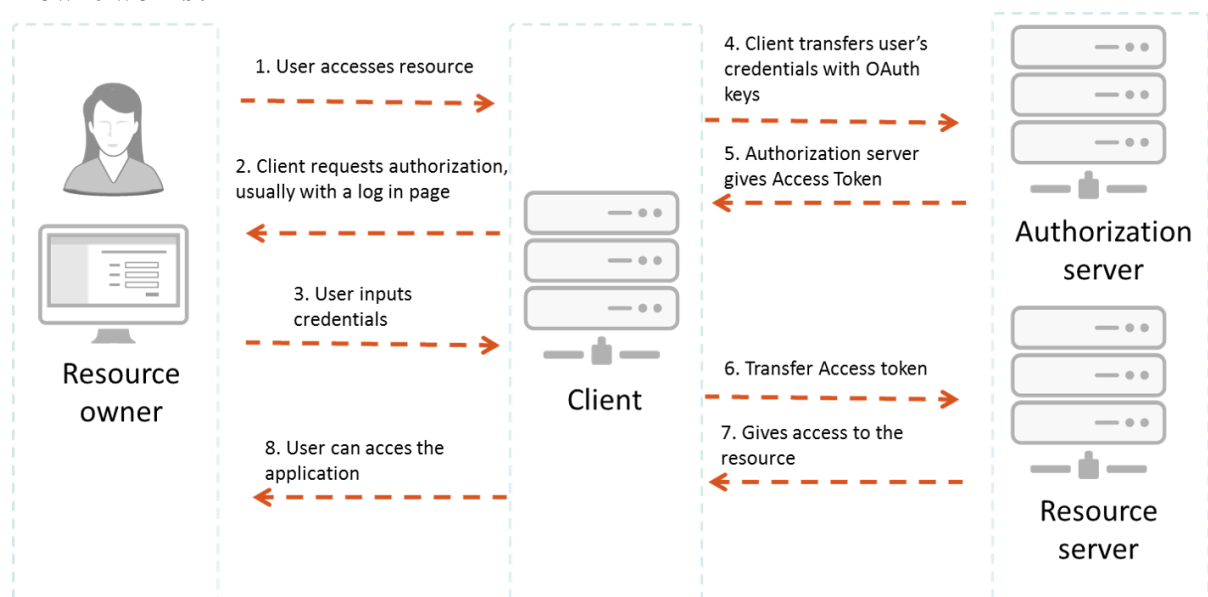 1. User accesses resource
2. Client requests authorization,
usually with a log in page
3. User inputs
credentials
4. Client transfers user’s
credentials with OAuth
keys
5. Authorization server
gives Access Token
6. Transfer Access token
7. Gives access to the
resource
8. User can acces the
application
Resource
owner
Client
Authorization
server
Resource
server